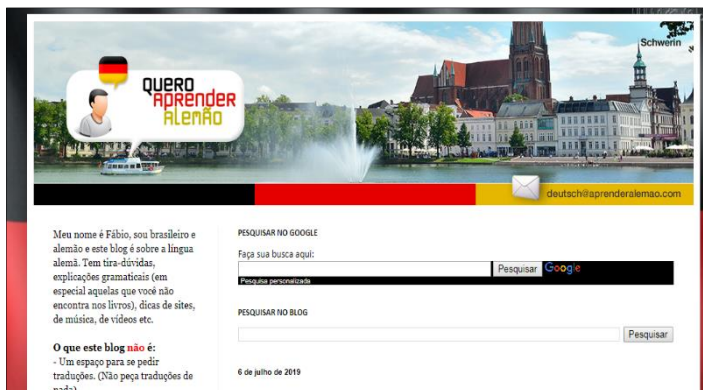 Schwerin
QUERO
APRENDER
ALEMÃO
deutsch@aprenderalemao.com
Meu nome é Fábio, sou brasileiro e
alemão e este blog é sobre a língua
alemã. Tem tira-dúvidas,
explicações gramaticais (em
especial aquelas que você não
encontra nos livros), dicas de sites,
de música, de vídeos etc.
O que este blog não é:
- Um espaço para se pedir
traduções. (Não peça traduções de
nada)
PESQUISAR NO GOOGLE
Faça sua busca aqui:
Pesquisar Google
Pesquisa personalizada
PESQUISAR NO BLOG
Pesquisar
6 de julho de 2019